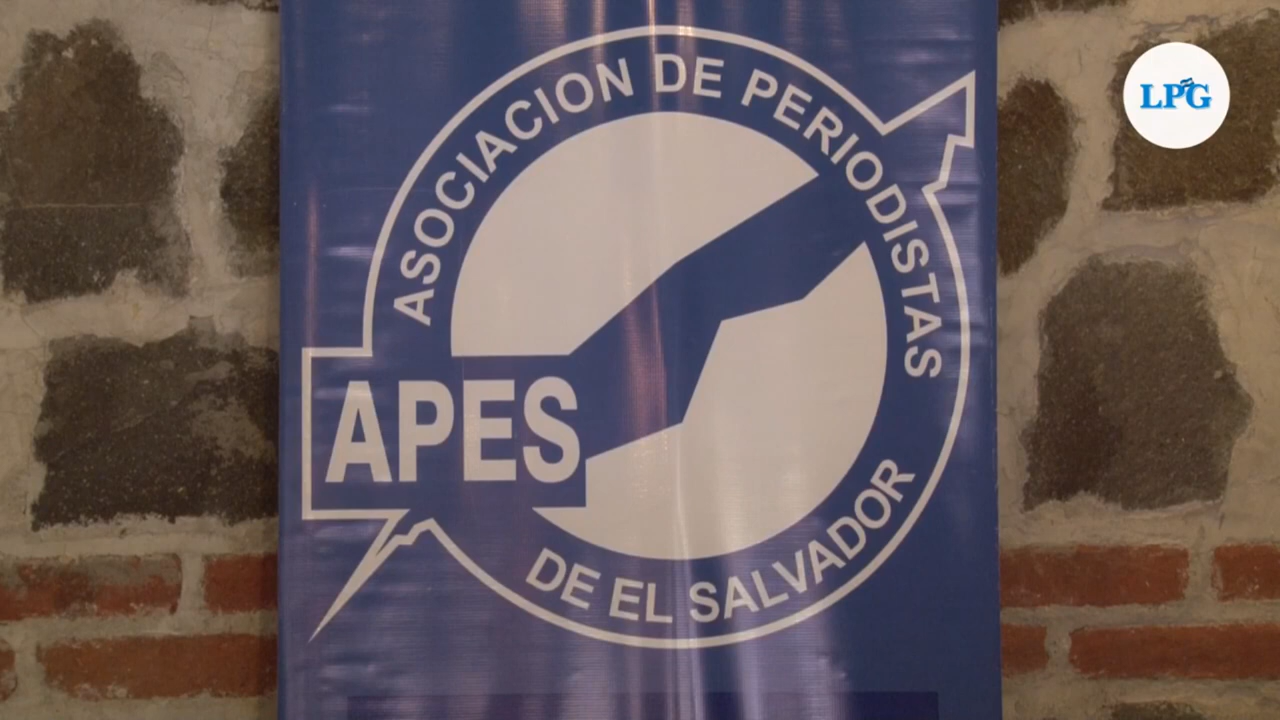 LPG
ASOCIACION DE PERIODISTAS
APES
DE EL SALVADOR